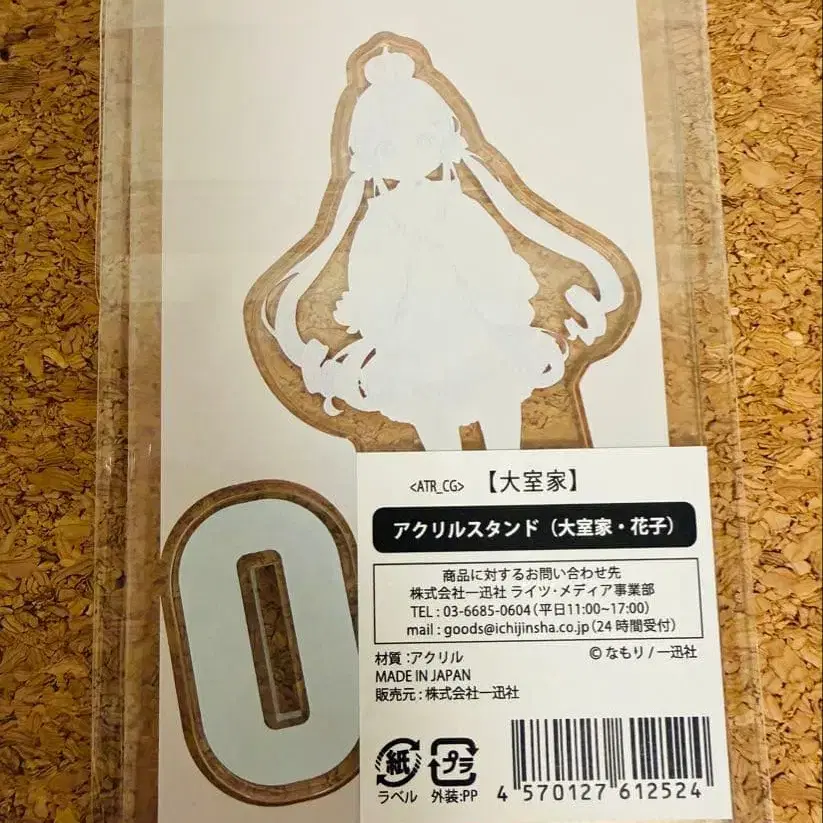 <ATR_CG> 【大室家】
アクリルスタンド（大室家・花子）
商品に対するお問い合わせ先
株式会社一迅社 ライツ・メディア事業部
TEL : 03-6685-0604（平日11:00~17:00）
mail : goods@ichijinsha.co.jp（24時間受付）
材質 : アクリル © なもり / 一迅社
MADE IN JAPAN
販売元 : 株式会社一迅社
紙 プラ
ラベル 外装:PP
4 570127 612524
0